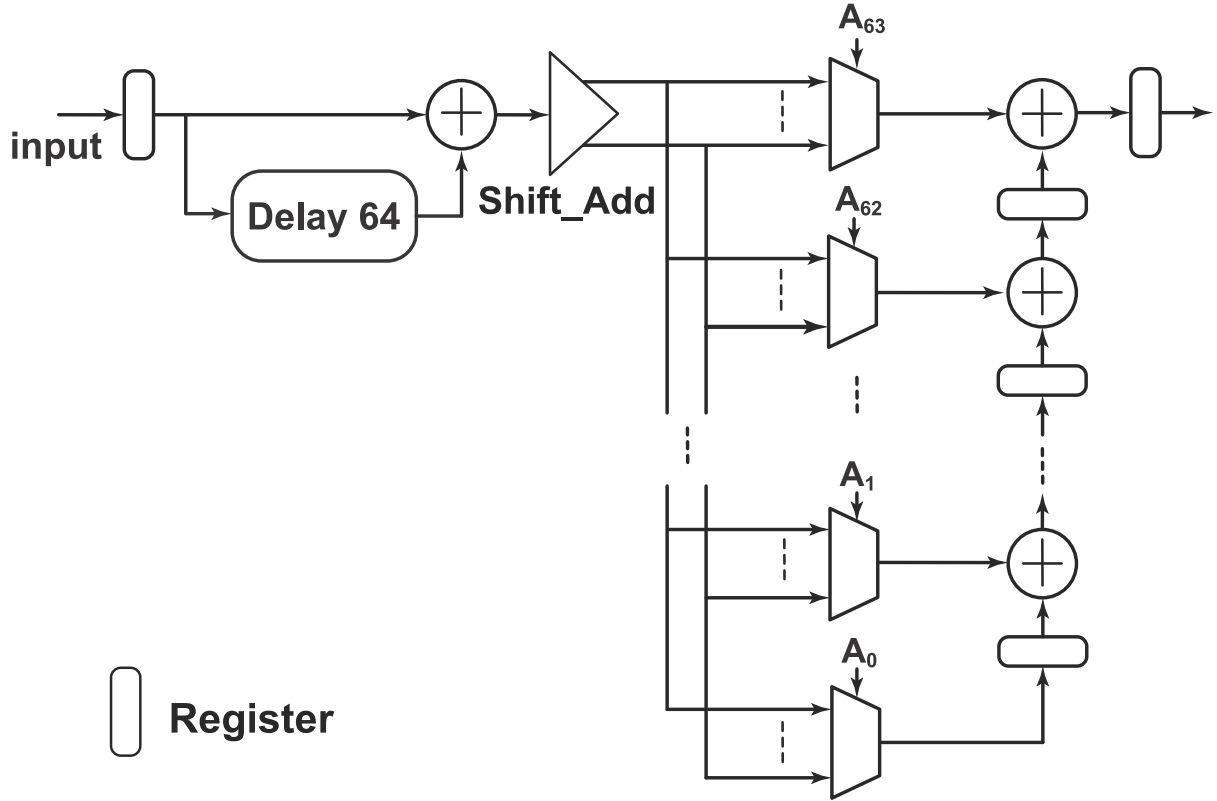 A₆₃
input
Delay 64
Shift_Add
A₆₂
A₁
A₀
Register